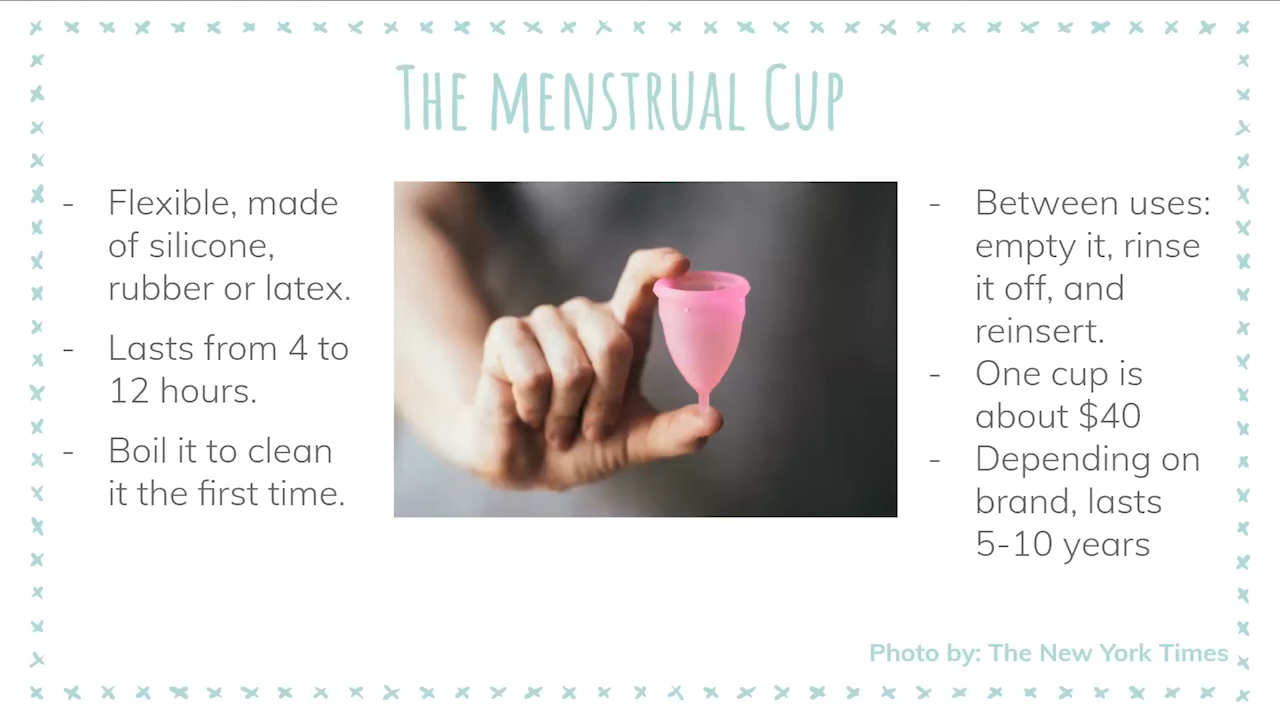 The menstrual Cup
- Flexible, made
of silicone,
rubber or latex.
- Lasts from 4 to
12 hours.
- Boil it to clean
it the first time.
- Between uses:
empty it, rinse
it off, and
reinsert.
- One cup is
about $40
- Depending on
brand, lasts
5-10 years
Photo by: The New York Times